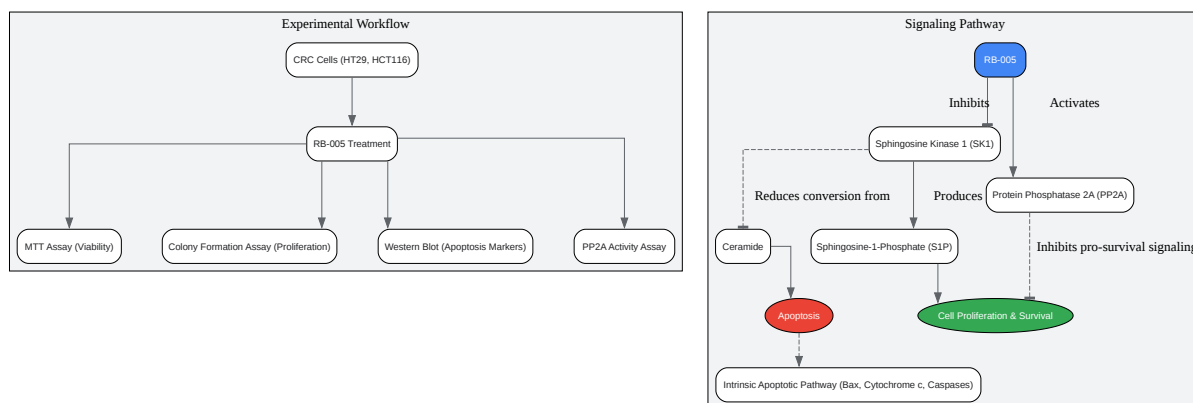 Experimental Workflow
CRC Cells (HT29, HCT116)
RB-005 Treatment
MTT Assay (Viability)
Colony Formation Assay (Proliferation)
Western Blot (Apoptosis Markers)
PP2A Activity Assay
Signaling Pathway
RB-005
Inhibits
Activates
Sphingosine Kinase 1 (SK1)
Reduces conversion from
Produces
Protein Phosphatase 2A (PP2A)
Ceramide
Sphingosine-1-Phosphate (S1P)
Inhibits pro-survival signaling
Apoptosis
Cell Proliferation & Survival
Intrinsic Apoptotic Pathway (Bax, Cytochrome c, Caspases)